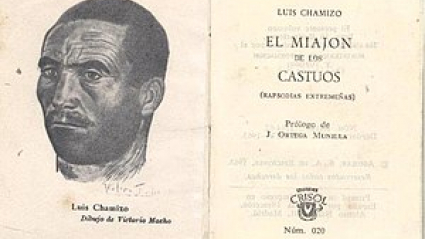 Luis Chamizo
Dibujo de Victorio Macho
LUIS CHAMIZO
EL MIAJON
DE LOS
CASTUOS
(RAPSODIAS EXTREMEÑAS)
Prólogo de
J. ORTEGA MUNILLA
CRISOL
Núm. 020